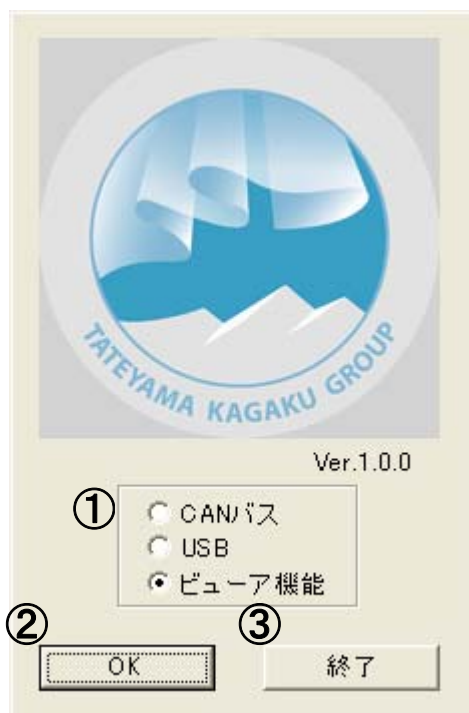 TATEYAMA KAGAKU GROUP
Ver.1.0.0
①
CANバス
USB
ビューア機能
②
③
OK
終了